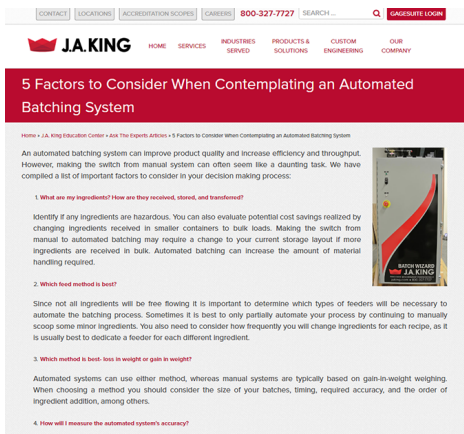 CONTACT LOCATIONS ACCREDITATION SCOPES CAREERS 800-327-7727 SEARCH ... GAGESUITE LOGIN
J.A.KING HOME SERVICES INDUSTRIES SERVED PRODUCTS & SOLUTIONS CUSTOM ENGINEERING OUR COMPANY
5 Factors to Consider When Contemplating an Automated
Batching System
Home » J.A. King Education Center » Ask The Experts Articles » 5 Factors to Consider When Contemplating an Automated Batching System
An automated batching system can improve product quality and increase efficiency and throughput.
However, making the switch from manual system can often seem like a daunting task. We have
compiled a list of important factors to consider in your decision making process:
1. What are my ingredients? How are they received, stored, and transferred?
Identify if any ingredients are hazardous. You can also evaluate potential cost savings realized by
changing ingredients received in smaller containers to bulk loads. Making the switch from
manual to automated batching may require a change to your current storage layout if more
ingredients are received in bulk. Automated batching can increase the amount of material
handling required.
BATCH WIZARD
J.A.KING
2. Which feed method is best?
Since not all ingredients will be free flowing it is important to determine which types of feeders will be necessary to
automate the batching process. Sometimes it is best to only partially automate your process by continuing to manually
scoop some minor ingredients. You also need to consider how frequently you will change ingredients for each recipe, as it
is usually best to dedicate a feeder for each different ingredient.
3. Which method is best- loss in weight or gain in weight?
Automated systems can use either method, whereas manual systems are typically based on gain-in-weight weighing.
When choosing a method you should consider the size of your batches, timing, required accuracy, and the order of
ingredient addition, among others.
4. How will I measure the automated system's accuracy?